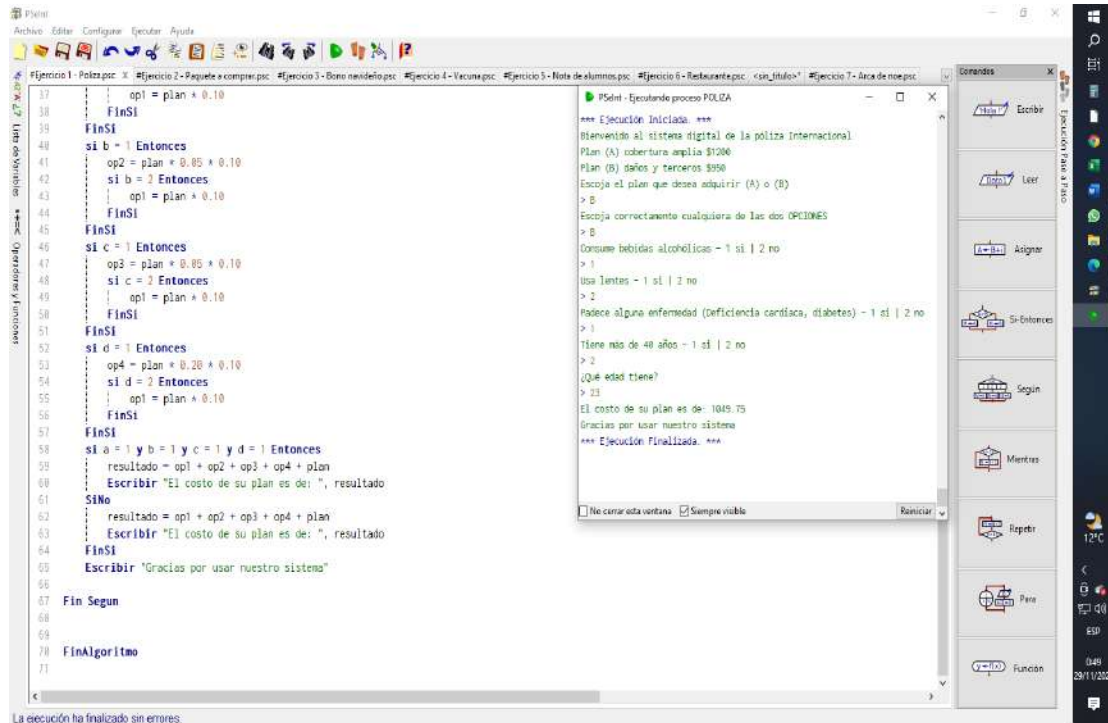 PSeInt
Archivo Editar Configurar Ejecutar Ayuda
#Ejercicio 1 - Poliza.psc X #Ejercicio 2 - Paquete a comprar.psc #Ejercicio 3 - Bono navideño.psc #Ejercicio 4 - Vacuna.psc #Ejercicio 5 - Nota de alumnos.psc #Ejercicio 6 - Restaurante.psc <sin_titulo>* #Ejercicio 7 - Arca de noe.psc
Lista de Variables
Operadores y Funciones
37 op1 = plan * 0.10
38 FinSi
39 FinSi
40 si b = 1 Entonces
41 op2 = plan * 0.05 * 0.10
42 si b = 2 Entonces
43 op1 = plan * 0.10
44 FinSi
45 FinSi
46 si c = 1 Entonces
47 op3 = plan * 0.05 * 0.10
48 si c = 2 Entonces
49 op1 = plan * 0.10
50 FinSi
51 FinSi
52 si d = 1 Entonces
53 op4 = plan * 0.20 * 0.10
54 si d = 2 Entonces
55 op1 = plan * 0.10
56 FinSi
57 FinSi
58 si a = 1 y b = 1 y c = 1 y d = 1 Entonces
59 resultado = op1 + op2 + op3 + op4 + plan
60 Escribir "El costo de su plan es de: ", resultado
61 SiNo
62 resultado = op1 + op2 + op3 + op4 + plan
63 Escribir "El costo de su plan es de: ", resultado
64 FinSi
65 Escribir "Gracias por usar nuestro sistema"
66
67 Fin Segun
68
69
70 FinAlgoritmo
71
PSeInt - Ejecutando proceso POLIZA
*** Ejecución Iniciada. ***
Bienvenido al sistema digital de la póliza Internacional
Plan (A) cobertura amplia $1200
Plan (B) daños y terceros $950
Escoja el plan que desea adquirir (A) o (B)
> B
Escoja correctamente cualquiera de las dos OPCIONES
> B
Consume bebidas alcohólicas - 1 si | 2 no
> 1
Usa lentes - 1 si | 2 no
> 2
Padece alguna enfermedad (Deficiencia cardíaca, diabetes) - 1 si | 2 no
> 1
Tiene más de 40 años - 1 si | 2 no
> 2
¿Qué edad tiene?
> 23
El costo de su plan es de: 1049.75
Gracias por usar nuestro sistema
*** Ejecución Finalizada. ***
No cerrar esta ventana Siempre visible Reiniciar
Comandos X
Escribir
Leer
Asignar
Si-Entonces
Según
Mientras
Repetir
Para
Función
Ejecución Paso a Paso
12°C
ESP
0:49
29/11/202
La ejecución ha finalizado sin errores.